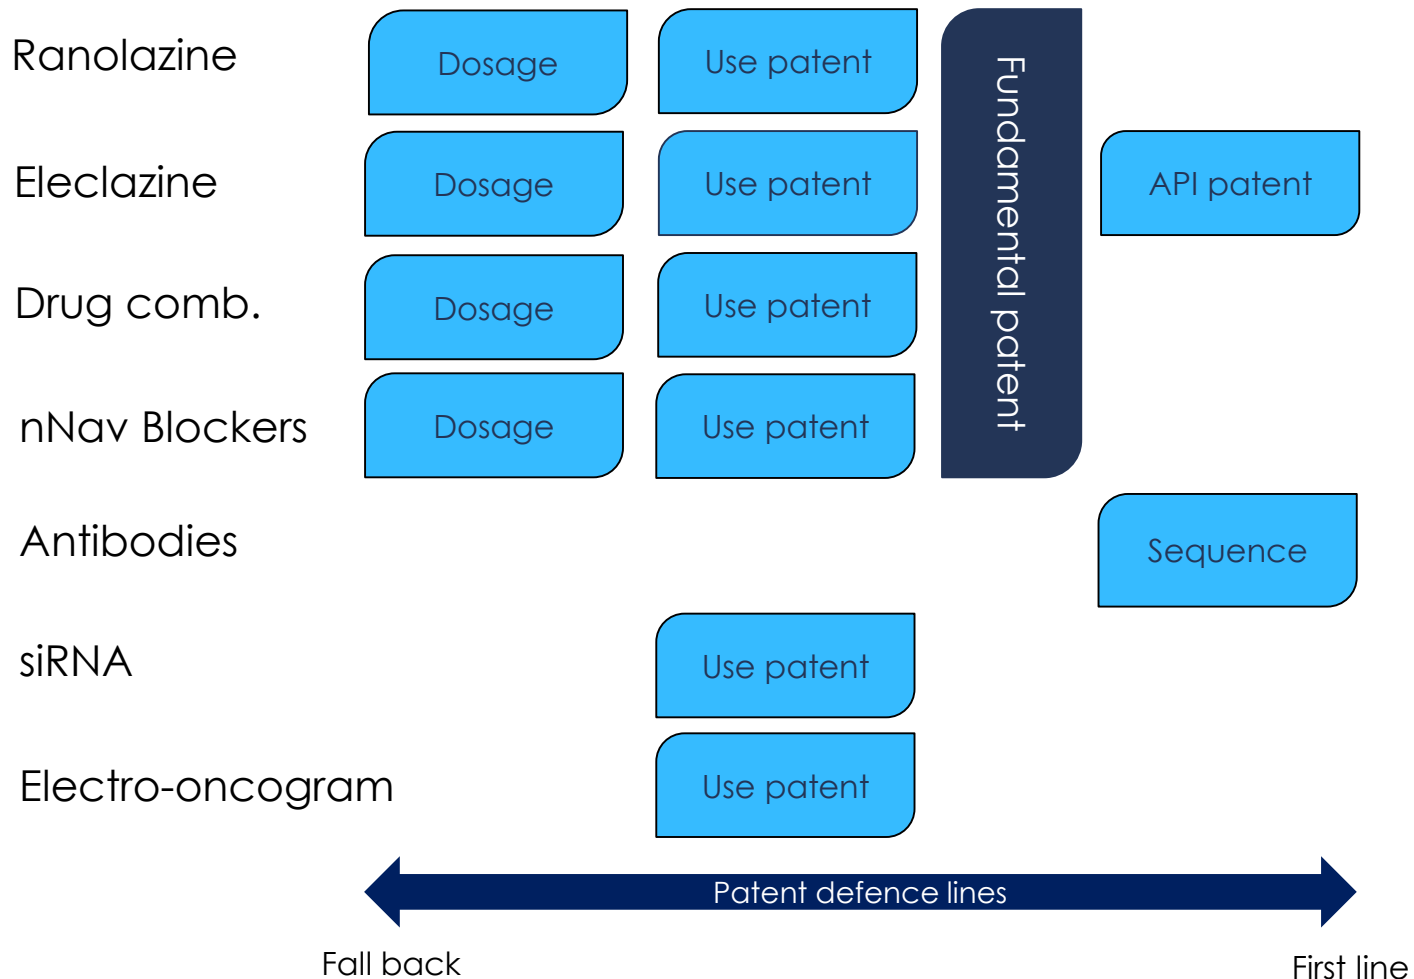 Ranolazine
Dosage
Use patent
Fundamental patent
Eleclazine
Dosage
Use patent
API patent
Drug comb.
Dosage
Use patent
nNav Blockers
Dosage
Use patent
Antibodies
Sequence
siRNA
Use patent
Electro-oncogram
Use patent
Patent defence lines
Fall back
First line